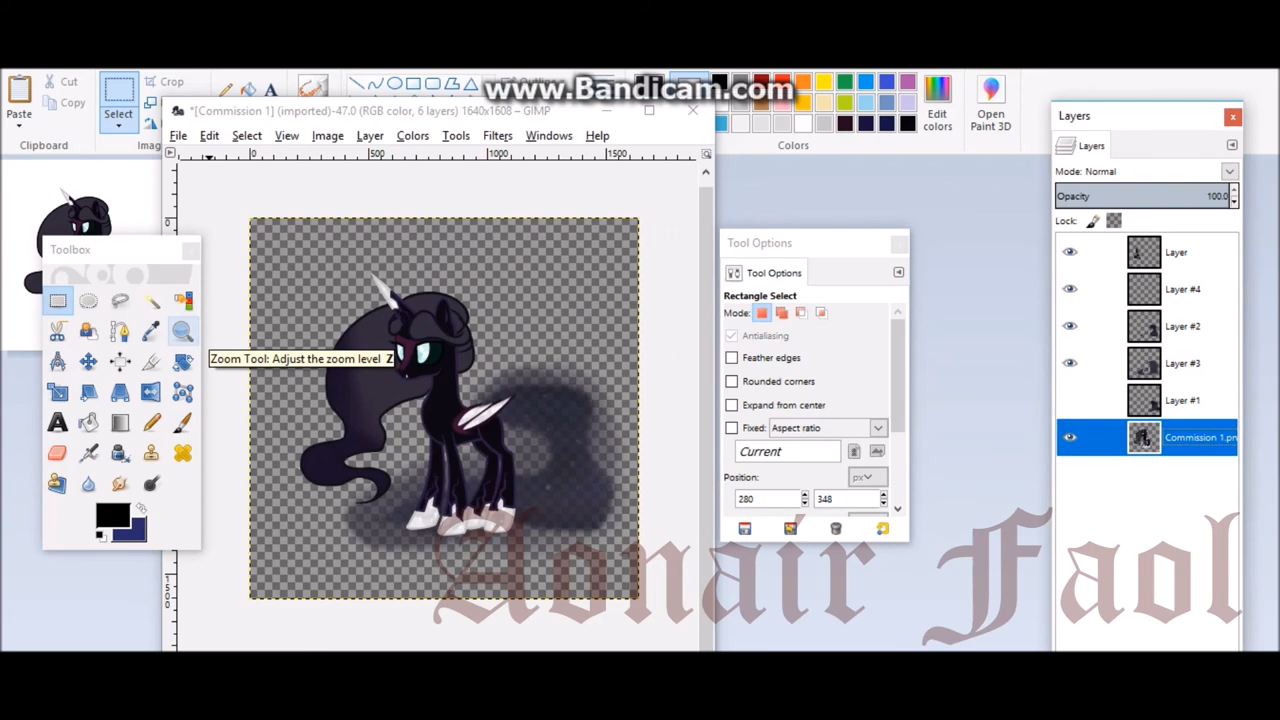 www.Bandicam.com
Cut
Copy
Paste
Clipboard
Select
Crop
Imag
A
Outline
Edit colors
Colors
Open Paint 3D
*[Commission 1] (imported)-47.0 (RGB color, 6 layers) 1640x1608 – GIMP
File Edit Select View Image Layer Colors Tools Filters Windows Help
0 500 1000 1500
0
1500
Toolbox
Zoom Tool: Adjust the zoom level Z
Tool Options
Tool Options
Rectangle Select
Mode:
Antialiasing
Feather edges
Rounded corners
Expand from center
Fixed: Aspect ratio
Current
Position: px
280 348
Layers
Layers
Mode: Normal
Opacity 100.0
Lock:
Layer
Layer #4
Layer #2
Layer #3
Layer #1
Commission 1.pn
Aonair Faol